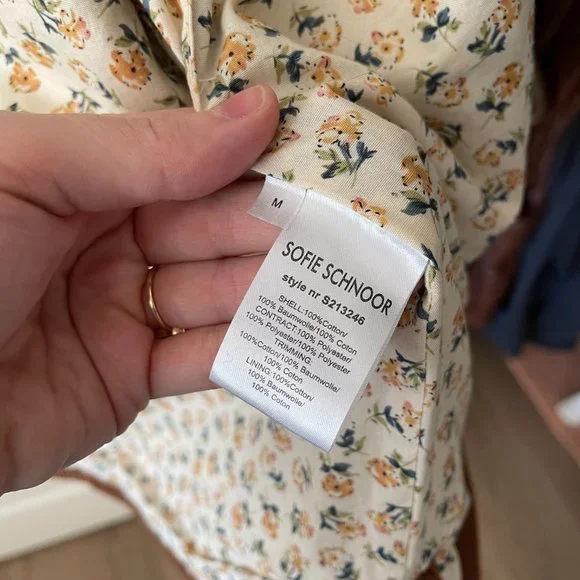 M
SOFIE SCHNOOR
style nr S213246
SHELL:100%Cotton/
100% Baumwolle/100% Coton
CONTRACT:100% Polyester/
100% Polyester/100% Polyester
TRIMMING:
100%Cotton/100% Baumwolle/
100% Coton
LINING:100%Cotton/
100% Baumwolle/
100% Coton